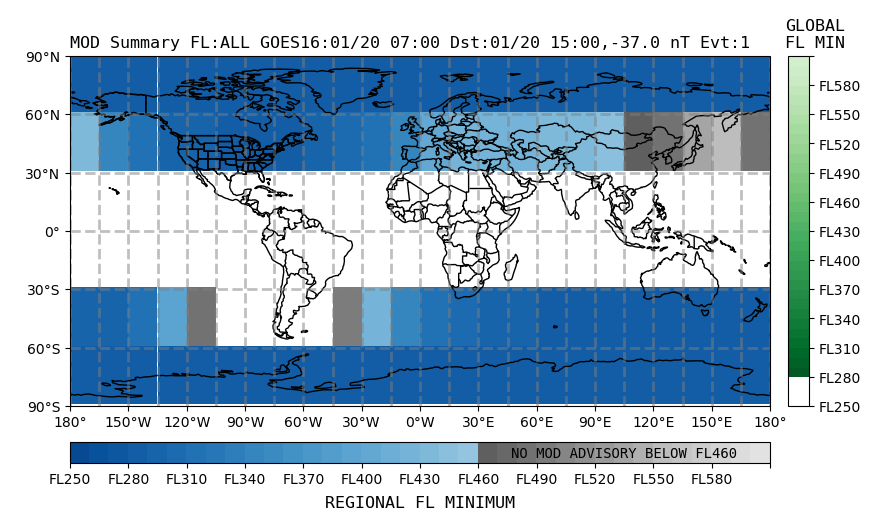 GLOBAL
FL MIN
MOD Summary FL:ALL GOES16:01/20 07:00 Dst:01/20 15:00,-37.0 nT Evt:1
90°N
60°N
30°N
0°
30°S
60°S
90°S
180°
150°W
120°W
90°W
60°W
30°W
0°W
30°E
60°E
90°E
120°E
150°E
180°
FL580
FL550
FL520
FL490
FL460
FL430
FL400
FL370
FL340
FL310
FL280
FL250
NO MOD ADVISORY BELOW FL460
FL250
FL280
FL310
FL340
FL370
FL400
FL430
FL460
FL490
FL520
FL550
FL580
REGIONAL FL MINIMUM